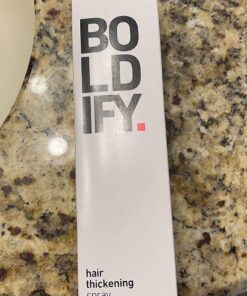 BO
LD
IFY.
hair
thickening
spray